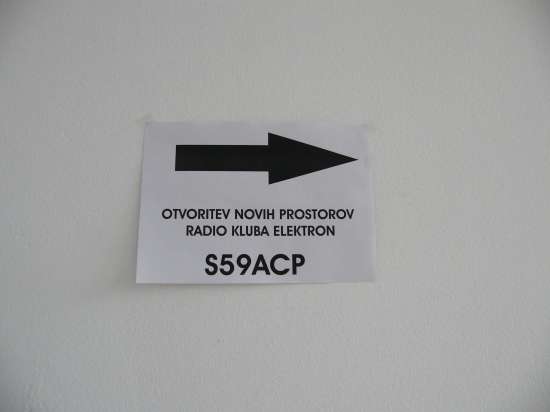 OTVORITEV NOVIH PROSTOROV
RADIO KLUBA ELEKTRON
S59ACP